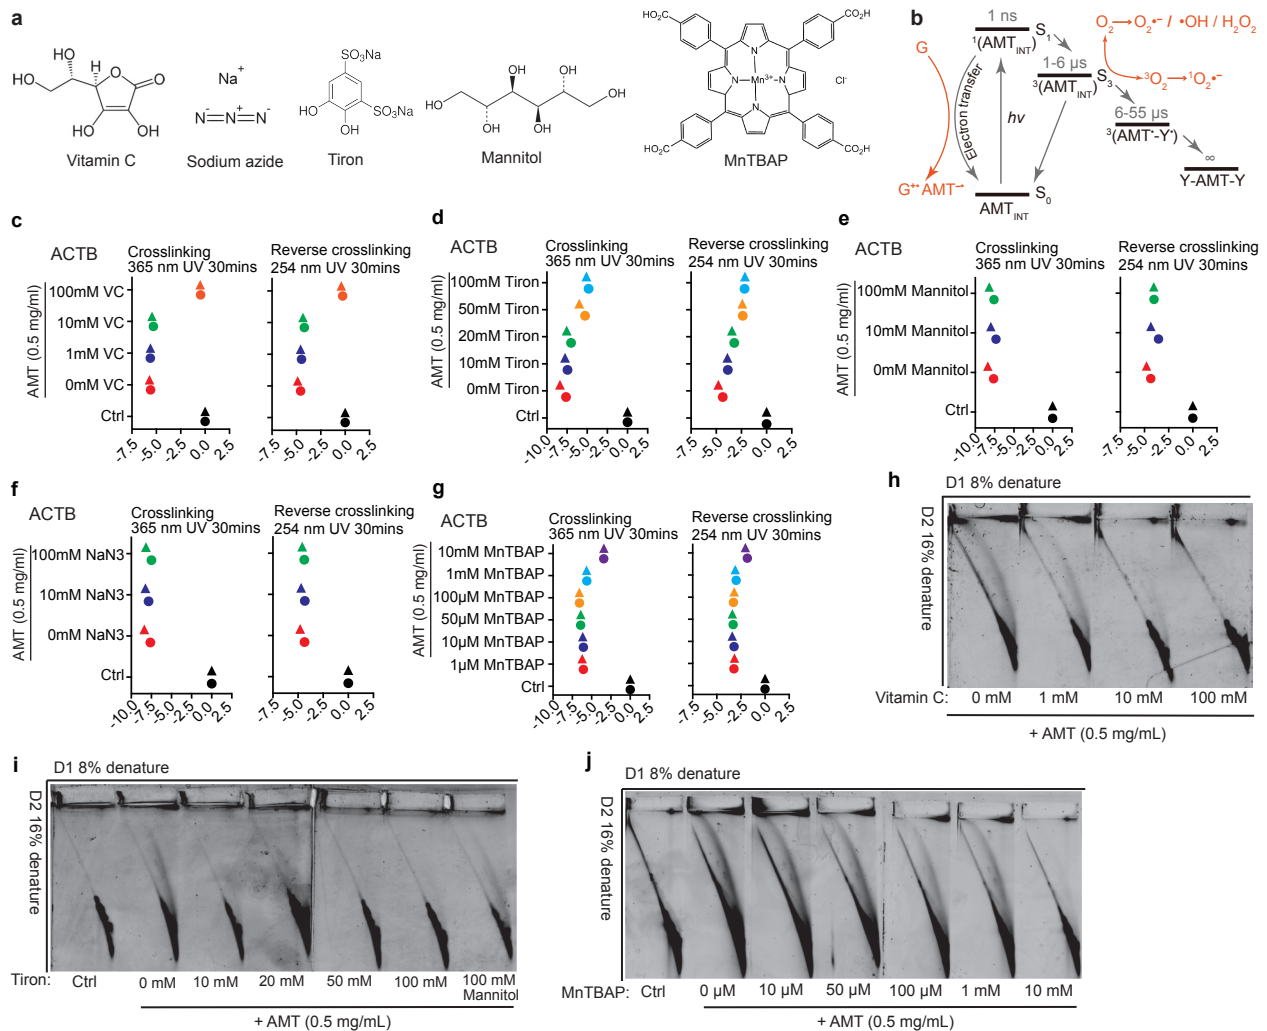 a
HO
OH
H
O
O
HO
OH
Vitamin C
Na+
N-=N+=N-
Sodium azide
SO3Na
SO3Na
HO
OH
Tiron
OH
OH
HO
OH
OH
OH
Mannitol
HO2C
CO2H
N
N
Mn3+
N
N
Cl-
HO2C
CO2H
MnTBAP
b
G
G+• AMT–•
Electron transfer
1 ns
1(AMTINT)
S1
hv
1-6 µs
3(AMTINT)
S3
AMTINT
S0
6-55 µs
3(AMT•-Y•)
∞
Y-AMT-Y
O2→O2•– / •OH / H2O2
3O2→1O2•–
c
ACTB
Crosslinking
365 nm UV 30mins
Reverse crosslinking
254 nm UV 30mins
AMT (0.5 mg/ml)
100mM VC
10mM VC
1mM VC
0mM VC
Ctrl
-7.5 -5.0 -2.5 0.0 2.5
-7.5 -5.0 -2.5 0.0 2.5
d
ACTB
Crosslinking
365 nm UV 30mins
Reverse crosslinking
254 nm UV 30mins
AMT (0.5 mg/ml)
100mM Tiron
50mM Tiron
20mM Tiron
10mM Tiron
0mM Tiron
Ctrl
-10.0 -7.5 -5.0 -2.5 0.0 2.5
-7.5 -5.0 -2.5 0.0 2.5
e
ACTB
Crosslinking
365 nm UV 30mins
Reverse crosslinking
254 nm UV 30mins
AMT (0.5 mg/ml)
100mM Mannitol
10mM Mannitol
0mM Mannitol
Ctrl
-10.0 -7.5 -5.0 -2.5 0.0 2.5
-7.5 -5.0 -2.5 0.0 2.5
f
ACTB
Crosslinking
365 nm UV 30mins
Reverse crosslinking
254 nm UV 30mins
AMT (0.5 mg/ml)
100mM NaN3
10mM NaN3
0mM NaN3
Ctrl
-10.0 -7.5 -5.0 -2.5 0.0 2.5
-7.5 -5.0 -2.5 0.0 2.5
g
ACTB
Crosslinking
365 nm UV 30mins
Reverse crosslinking
254 nm UV 30mins
AMT (0.5 mg/ml)
10mM MnTBAP
1mM MnTBAP
100µM MnTBAP
50µM MnTBAP
10µM MnTBAP
1µM MnTBAP
Ctrl
-10.0 -7.5 -5.0 -2.5 0.0 2.5
-7.5 -5.0 -2.5 0.0 2.5
h
D1 8% denature
D2 16% denature
Vitamin C: 0 mM 1 mM 10 mM 100 mM
+ AMT (0.5 mg/mL)
i
D1 8% denature
D2 16% denature
Tiron: Ctrl 0 mM 10 mM 20 mM 50 mM 100 mM 100 mM
Mannitol
+ AMT (0.5 mg/mL)
j
D1 8% denature
D2 16% denature
MnTBAP: Ctrl 0 µM 10 µM 50 µM 100 µM 1 mM 10 mM
+ AMT (0.5 mg/mL)